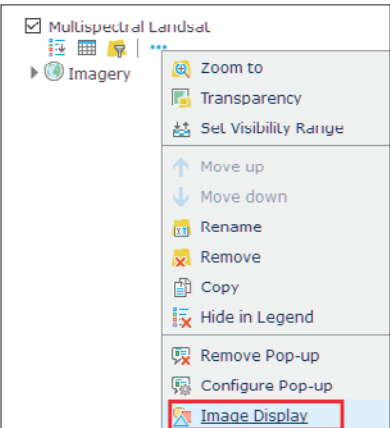 Multispectral Landsat
Imagery
Zoom to
Transparency
Set Visibility Range
Move up
Move down
Rename
Remove
Copy
Hide in Legend
Remove Pop-up
Configure Pop-up
Image Display